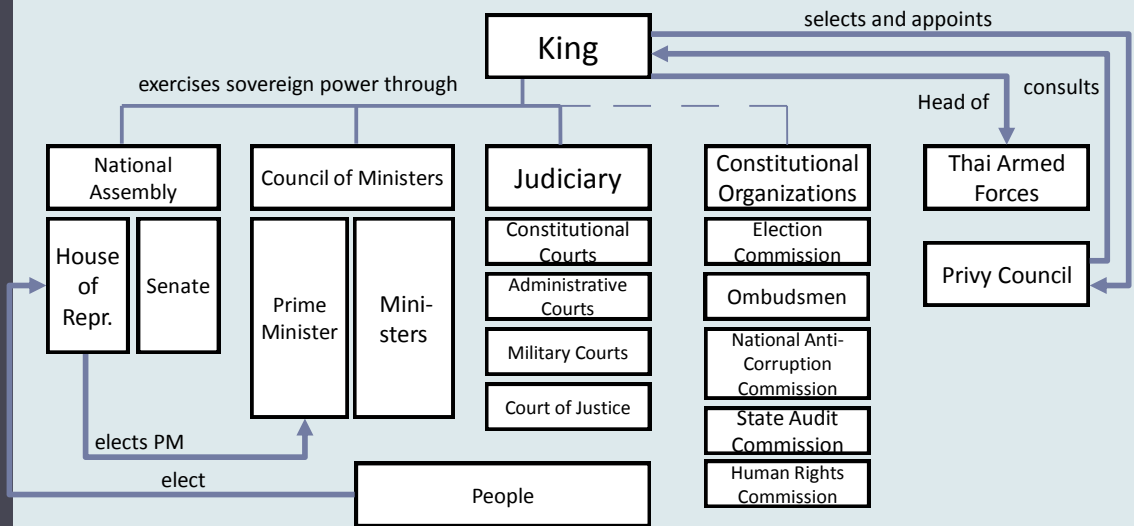 selects and appoints
King
exercises sovereign power through
Head of
consults
National
Assembly
Council of Ministers
Judiciary
Constitutional
Organizations
Thai Armed
Forces
House
of
Repr.
Senate
Prime
Minister
Mini-
sters
Constitutional
Courts
Administrative
Courts
Military Courts
Court of Justice
Election
Commission
Ombudsmen
National Anti-
Corruption
Commission
State Audit
Commission
Human Rights
Commission
Privy Council
elects PM
elect
People